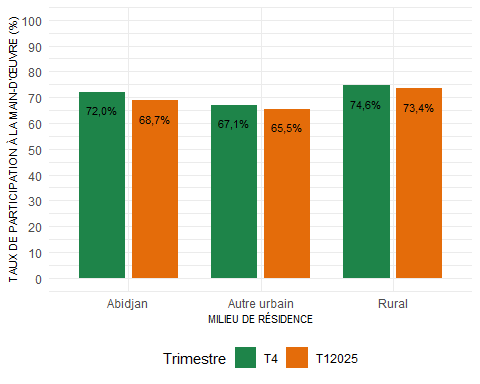 TAUX DE PARTICIPATION À LA MAIN-D'ŒUVRE (%)
100
90
80
70
60
50
40
30
20
10
0
72,0%
68,7%
67,1%
65,5%
74,6%
73,4%
Abidjan
Autre urbain
Rural
MILIEU DE RÉSIDENCE
Trimestre T4 T12025